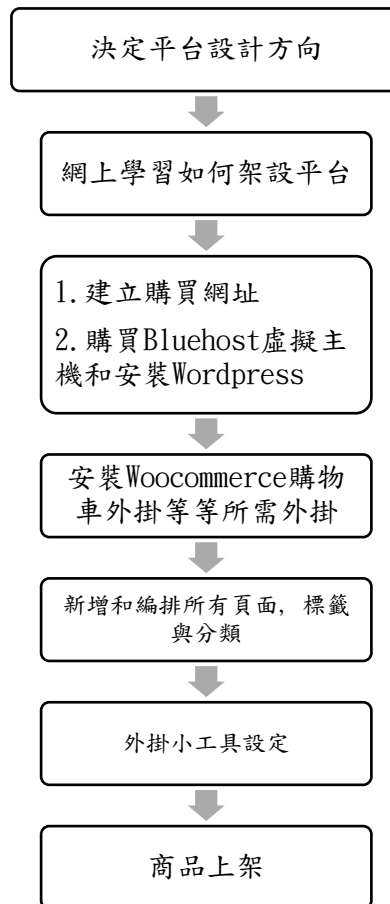 決定平台設計方向
網上學習如何架設平台
1.建立購買網址
2.購買Bluehost虛擬主
機和安裝Wordpress
安裝Woocommerce購物
車外掛等等所需外掛
新增和編排所有頁面, 標籤
與分類
外掛小工具設定
商品上架